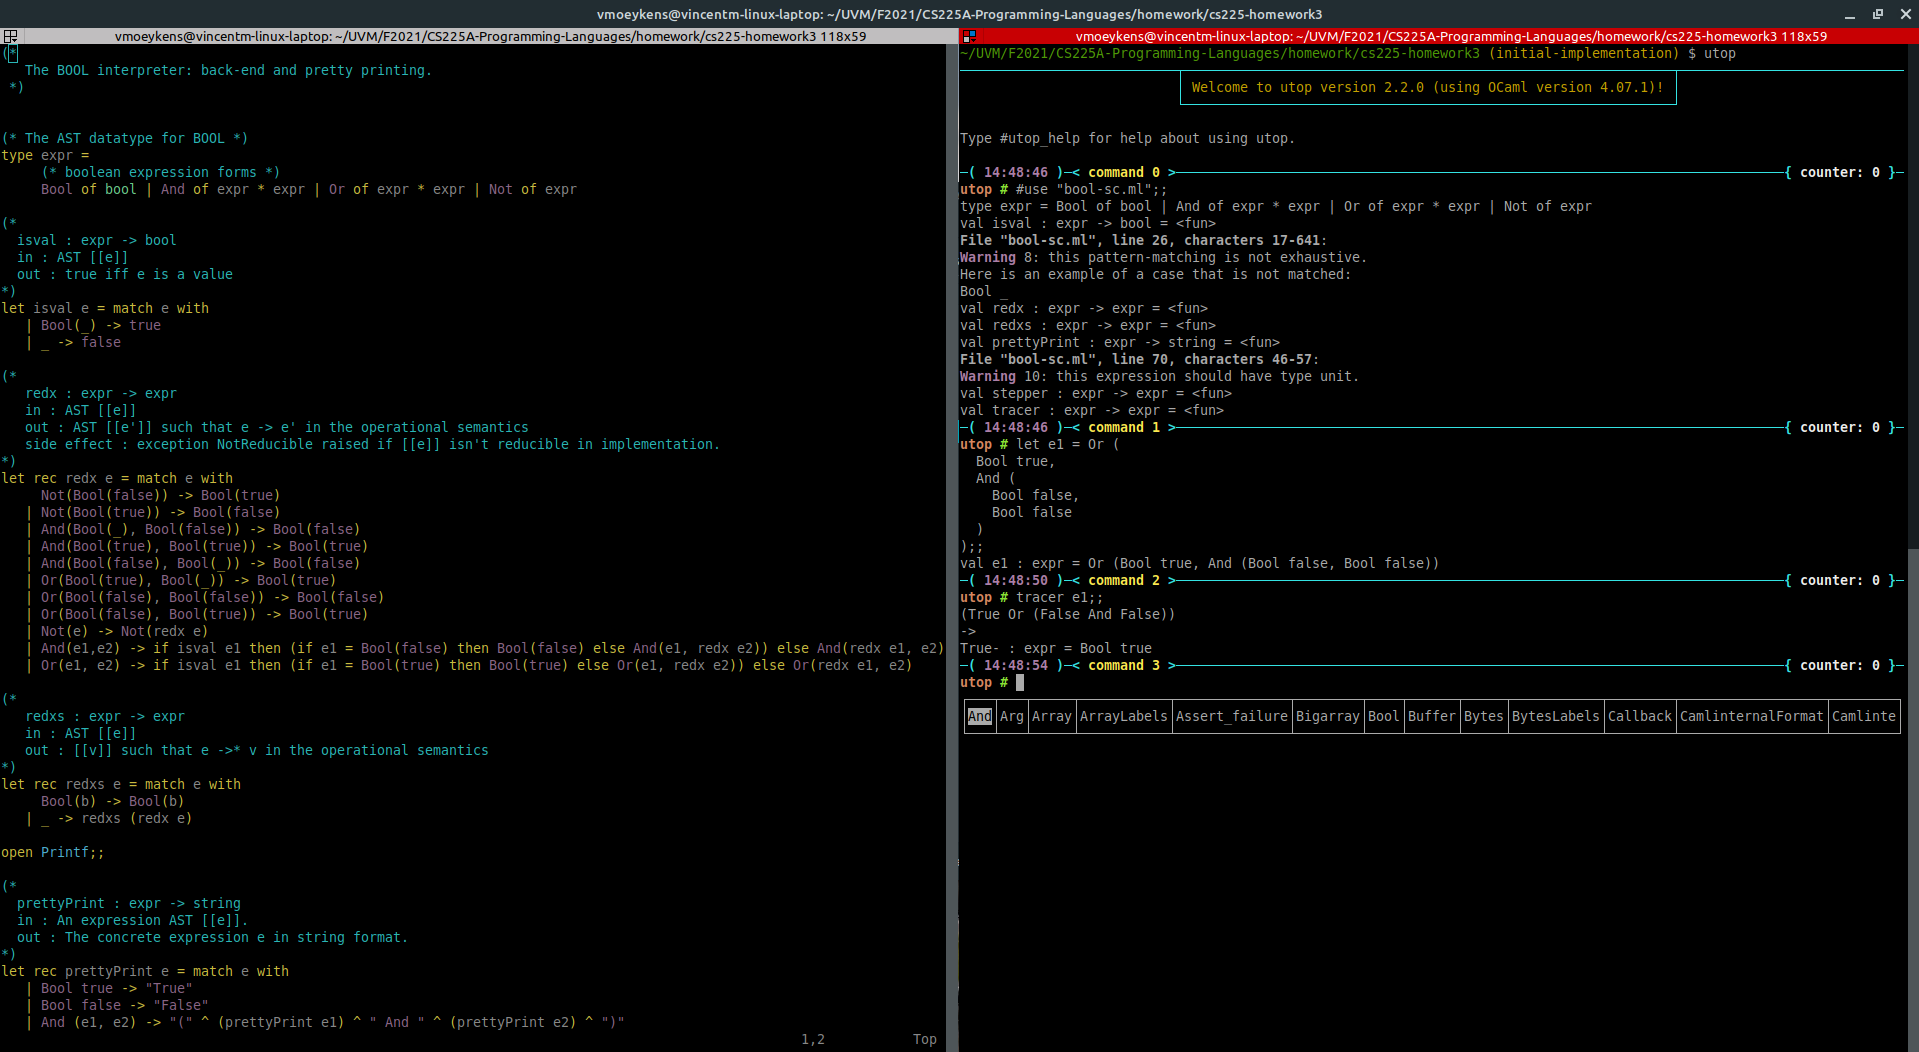 vmoeykens@vincentm-linux-laptop: ~/UVM/F2021/CS225A-Programming-Languages/homework/cs225-homework3
vmoeykens@vincentm-linux-laptop: ~/UVM/F2021/CS225A-Programming-Languages/homework/cs225-homework3 118x59
(*
   The BOOL interpreter: back-end and pretty printing.
 *)
(* The AST datatype for BOOL *)
type expr =
     (* boolean expression forms *)
     Bool of bool | And of expr * expr | Or of expr * expr | Not of expr
(*
  isval : expr -> bool
  in : AST [[e]]
  out : true iff e is a value
*)
let isval e = match e with
   | Bool(_) -> true
   | _ -> false
(*
   redx : expr -> expr
   in : AST [[e]]
   out : AST [[e']] such that e -> e' in the operational semantics
   side effect : exception NotReducible raised if [[e]] isn't reducible in implementation.
*)
let rec redx e = match e with
     Not(Bool(false)) -> Bool(true)
   | Not(Bool(true)) -> Bool(false)
   | And(Bool(_), Bool(false)) -> Bool(false)
   | And(Bool(true), Bool(true)) -> Bool(true)
   | And(Bool(false), Bool(_)) -> Bool(false)
   | Or(Bool(true), Bool(_)) -> Bool(true)
   | Or(Bool(false), Bool(false)) -> Bool(false)
   | Or(Bool(false), Bool(true)) -> Bool(true)
   | Not(e) -> Not(redx e)
   | And(e1,e2) -> if isval e1 then (if e1 = Bool(false) then Bool(false) else And(e1, redx e2)) else And(redx e1, e2)
   | Or(e1, e2) -> if isval e1 then (if e1 = Bool(true) then Bool(true) else Or(e1, redx e2)) else Or(redx e1, e2)
(*
   redxs : expr -> expr
   in : AST [[e]]
   out : [[v]] such that e ->* v in the operational semantics
*)
let rec redxs e = match e with
     Bool(b) -> Bool(b)
   | _ -> redxs (redx e)
open Printf;;
(*
  prettyPrint : expr -> string
  in : An expression AST [[e]].
  out : The concrete expression e in string format.
*)
let rec prettyPrint e = match e with
   | Bool true -> "True"
   | Bool false -> "False"
   | And (e1, e2) -> "(" ^ (prettyPrint e1) ^ " And " ^ (prettyPrint e2) ^ ")"
1,2 Top
vmoeykens@vincentm-linux-laptop: ~/UVM/F2021/CS225A-Programming-Languages/homework/cs225-homework3 118x59
~/UVM/F2021/CS225A-Programming-Languages/homework/cs225-homework3 (initial-implementation) $ utop
Welcome to utop version 2.2.0 (using OCaml version 4.07.1)!
Type #utop_help for help about using utop.
─( 14:48:46 )─< command 0 >─{ counter: 0 }─
utop # #use "bool-sc.ml";;
type expr = Bool of bool | And of expr * expr | Or of expr * expr | Not of expr
val isval : expr -> bool = <fun>
File "bool-sc.ml", line 26, characters 17-641:
Warning 8: this pattern-matching is not exhaustive.
Here is an example of a case that is not matched:
Bool _
val redx : expr -> expr = <fun>
val redxs : expr -> expr = <fun>
val prettyPrint : expr -> string = <fun>
File "bool-sc.ml", line 70, characters 46-57:
Warning 10: this expression should have type unit.
val stepper : expr -> expr = <fun>
val tracer : expr -> expr = <fun>
─( 14:48:46 )─< command 1 >─{ counter: 0 }─
utop # let e1 = Or (
  Bool true,
  And (
    Bool false,
    Bool false
  )
);;
val e1 : expr = Or (Bool true, And (Bool false, Bool false))
─( 14:48:50 )─< command 2 >─{ counter: 0 }─
utop # tracer e1;;
(True Or (False And False))
->
True- : expr = Bool true
─( 14:48:54 )─< command 3 >─{ counter: 0 }─
utop #
And│Arg│Array│ArrayLabels│Assert_failure│Bigarray│Bool│Buffer│Bytes│BytesLabels│Callback│CamlinternalFormat│Camlinte